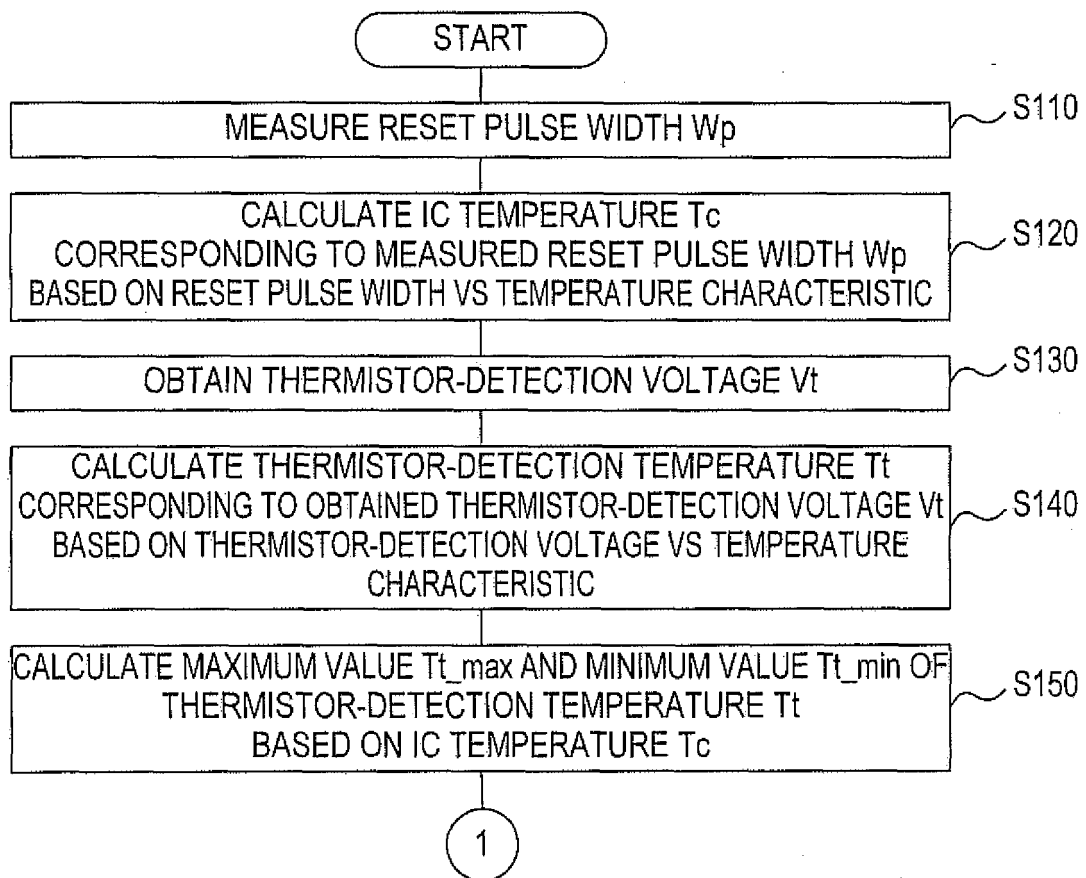 START
MEASURE RESET PULSE WIDTH Wp
S110
CALCULATE IC TEMPERATURE Tc
CORRESPONDING TO MEASURED RESET PULSE WIDTH Wp
BASED ON RESET PULSE WIDTH VS TEMPERATURE CHARACTERISTIC
S120
OBTAIN THERMISTOR-DETECTION VOLTAGE Vt
S130
CALCULATE THERMISTOR-DETECTION TEMPERATURE Tt
CORRESPONDING TO OBTAINED THERMISTOR-DETECTION VOLTAGE Vt
BASED ON THERMISTOR-DETECTION VOLTAGE VS TEMPERATURE
CHARACTERISTIC
S140
CALCULATE MAXIMUM VALUE Tt_max AND MINIMUM VALUE Tt_min OF
THERMISTOR-DETECTION TEMPERATURE Tt
BASED ON IC TEMPERATURE Tc
S150
1